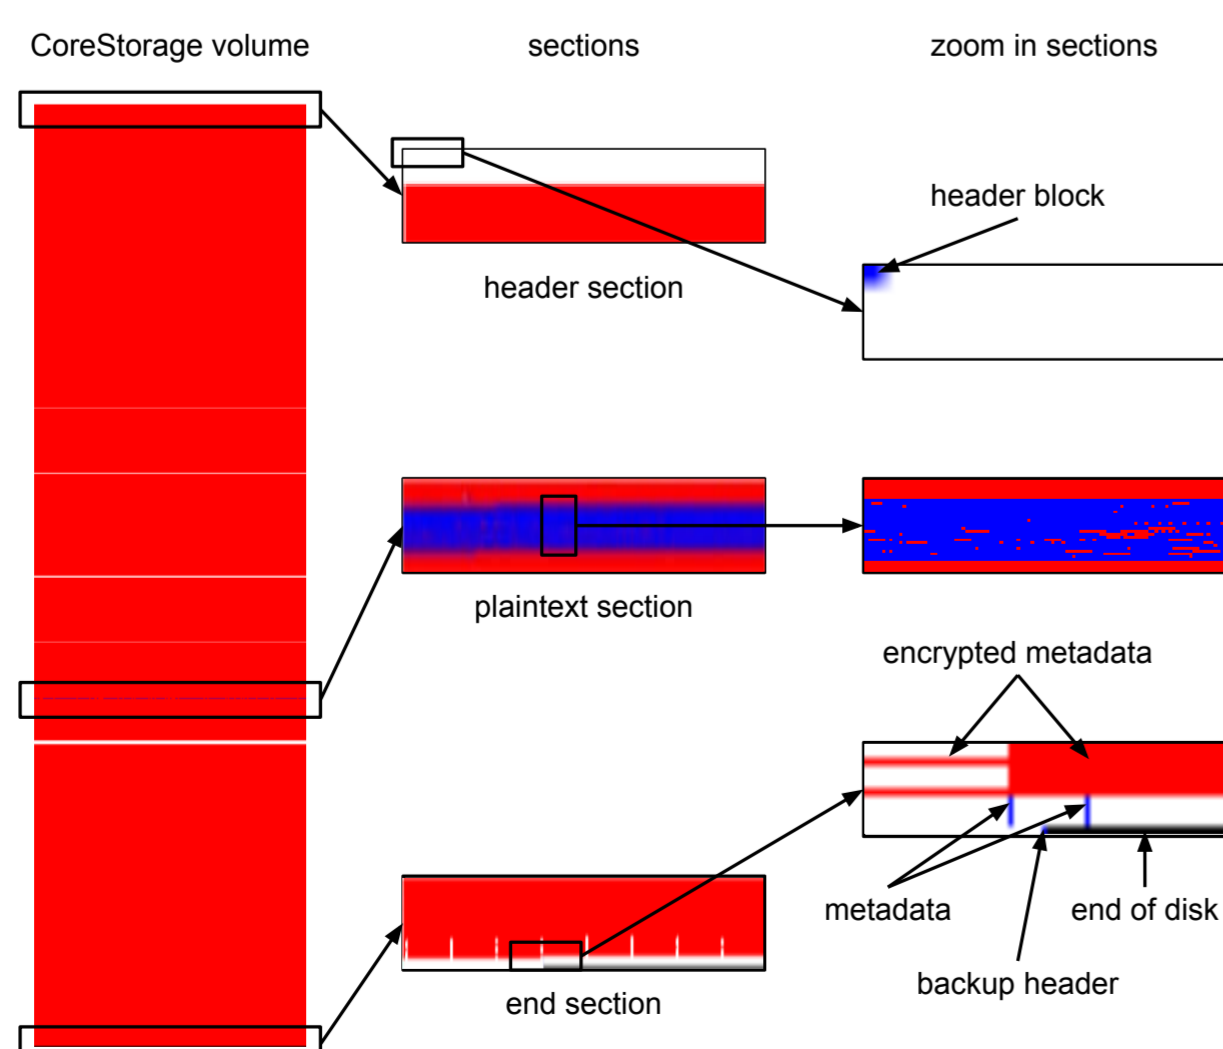 CoreStorage volume
sections
zoom in sections
header block
header section
plaintext section
encrypted metadata
metadata
end of disk
backup header
end section